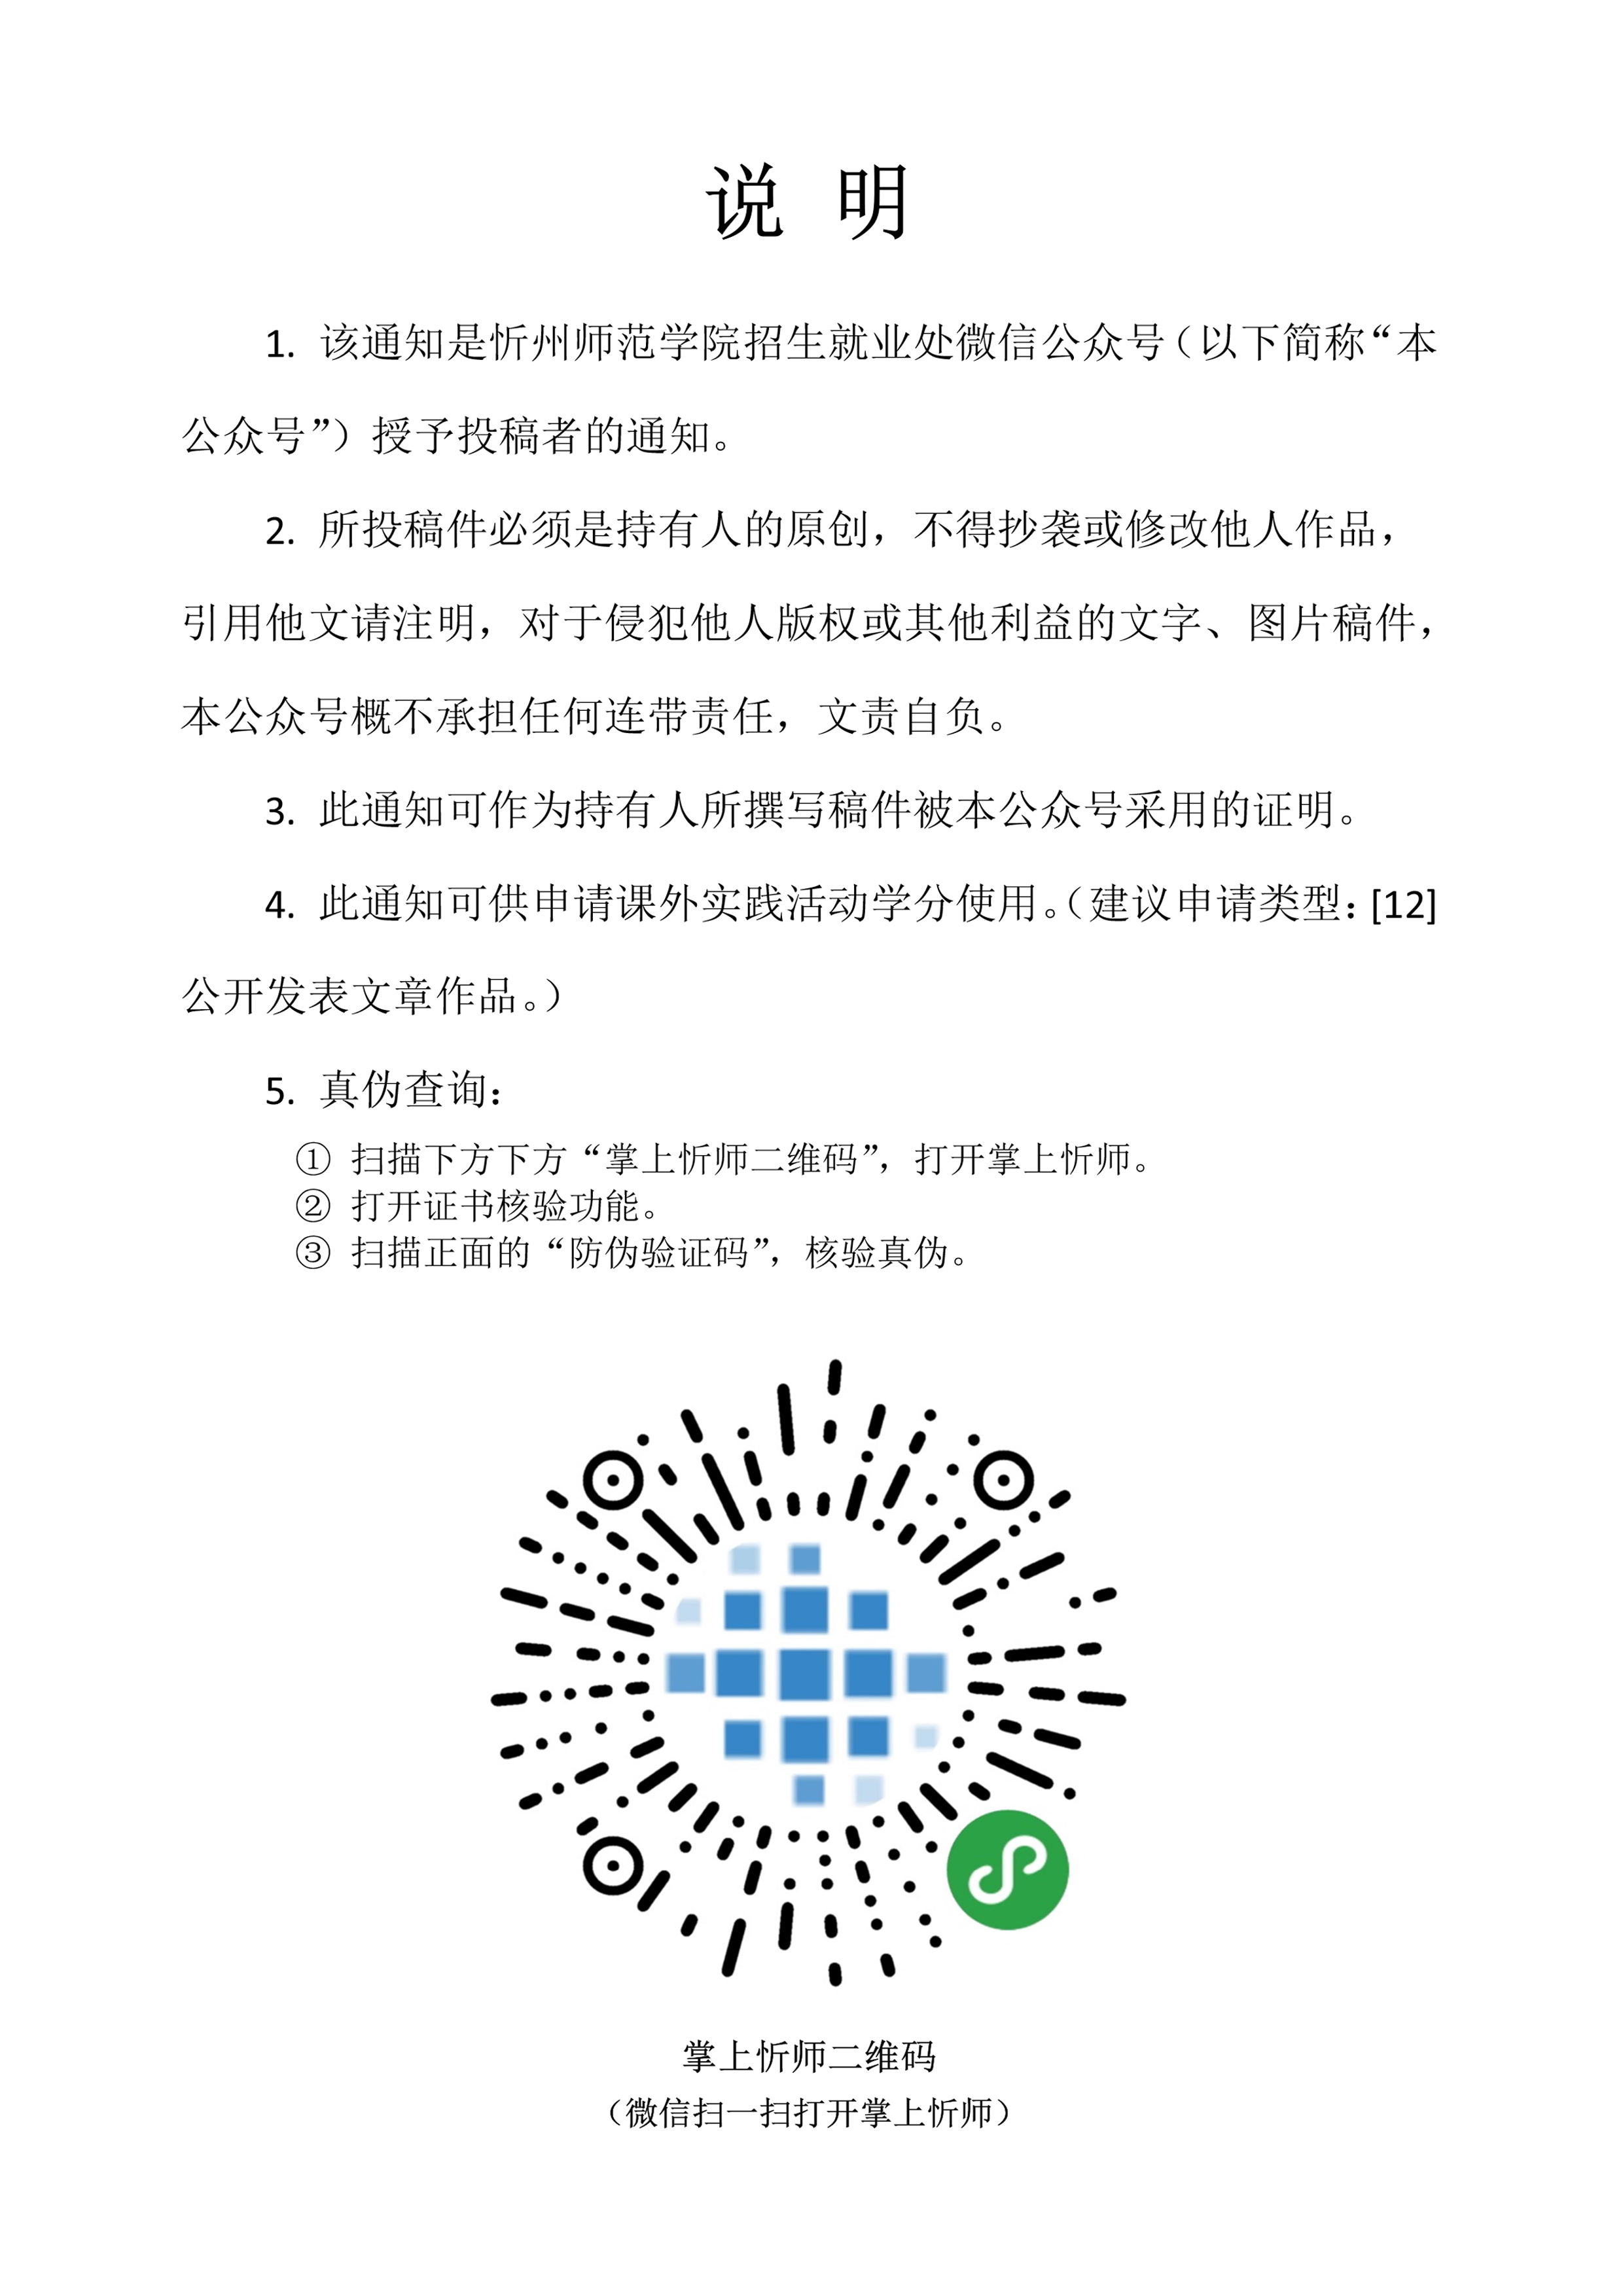 说 明
1. 该通知是忻州师范学院招生就业处微信公众号（以下简称“本
公众号”）授予投稿者的通知。
2. 所投稿件必须是持有人的原创，不得抄袭或修改他人作品，
引用他文请注明，对于侵犯他人版权或其他利益的文字、图片稿件，
本公众号概不承担任何连带责任，文责自负。
3. 此通知可作为持有人所撰写稿件被本公众号采用的证明。
4. 此通知可供申请课外实践活动学分使用。（建议申请类型：[12]
公开发表文章作品。）
5. 真伪查询：
① 扫描下方下方“掌上忻师二维码”，打开掌上忻师。
② 打开证书核验功能。
③ 扫描正面的“防伪验证码”，核验真伪。
掌上忻师二维码
（微信扫一扫打开掌上忻师）